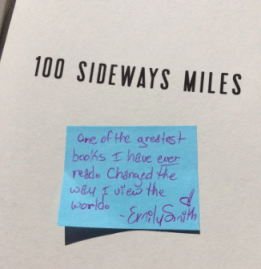 100 SIDEWAYS MILES
One of the greatest
books I have ever
read. Changed the
way I view the
world.
-Emily Smith